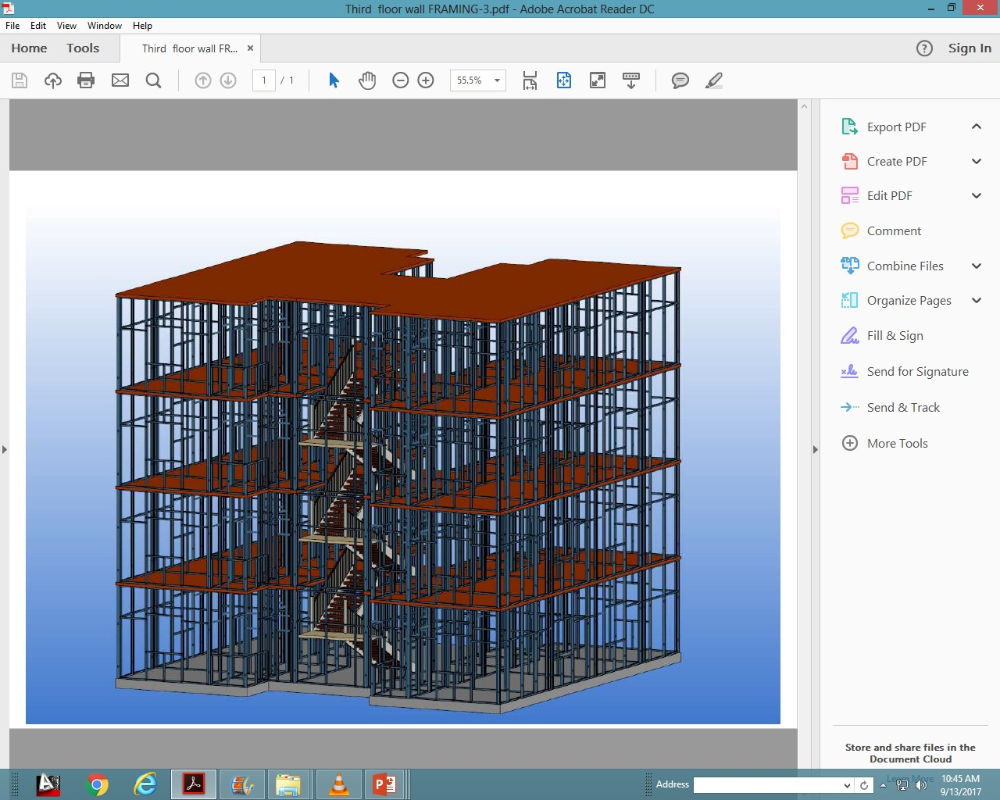 Third  floor wall FRAMING-3.pdf - Adobe Acrobat Reader DC
File Edit View Window Help
Home Tools Third  floor wall FR... × ? Sign In
1 / 1 55.5%
Export PDF
Create PDF
Edit PDF
Comment
Combine Files
Organize Pages
Fill & Sign
Send for Signature
Send & Track
More Tools
Store and share files in the
Document Cloud
Learn More
Address
10:45 AM
9/13/2017